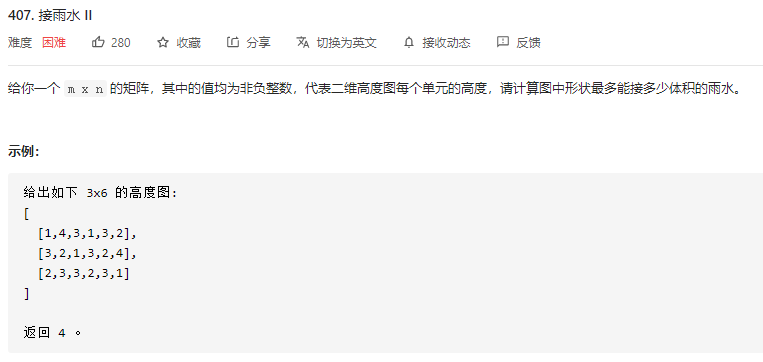 407. 接雨水 II
难度 困难 280 收藏 分享 切换为英文 接收动态 反馈
给你一个 m x n 的矩阵，其中的值均为非负整数，代表二维高度图每个单元的高度，请计算图中形状最多能接多少体积的雨水。
示例：
给出如下 3x6 的高度图:
[
[1,4,3,1,3,2],
[3,2,1,3,2,4],
[2,3,3,2,3,1]
]
返回 4 。